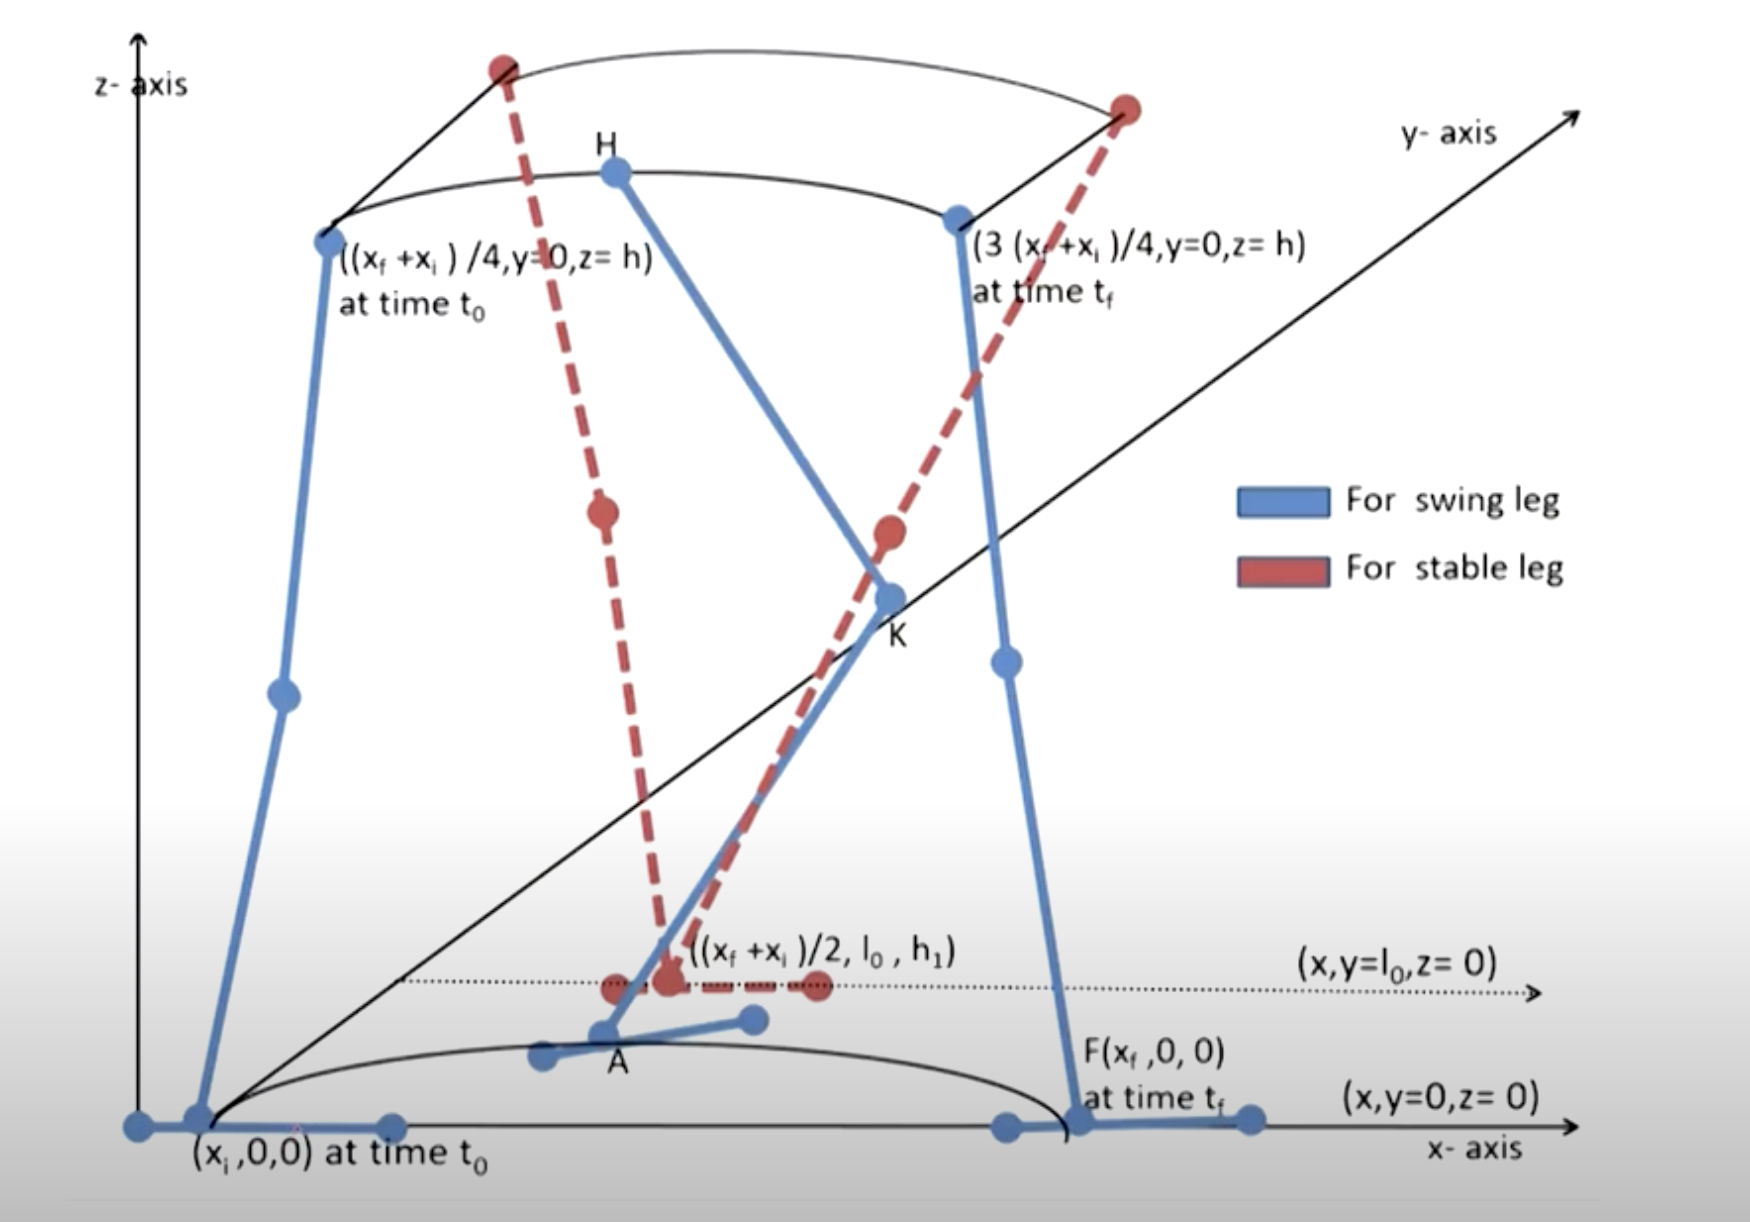 z- axis
H
y- axis
((x_f +x_i ) /4,y=0,z= h)
at time t_0
(3 (x_f +x_i )/4,y=0,z= h)
at time t_f
For swing leg
For stable leg
K
((x_f +x_i )/2, l_0 , h_1)
(x,y=l_0,z= 0)
A
F(x_f ,0, 0)
at time t_f
(x,y=0,z= 0)
x- axis
(x_i ,0,0) at time t_0